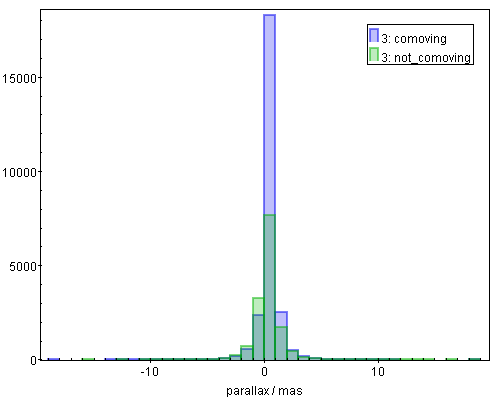 3: comoving
3: not_comoving
15000
10000
5000
0
-10 0 10
parallax / mas